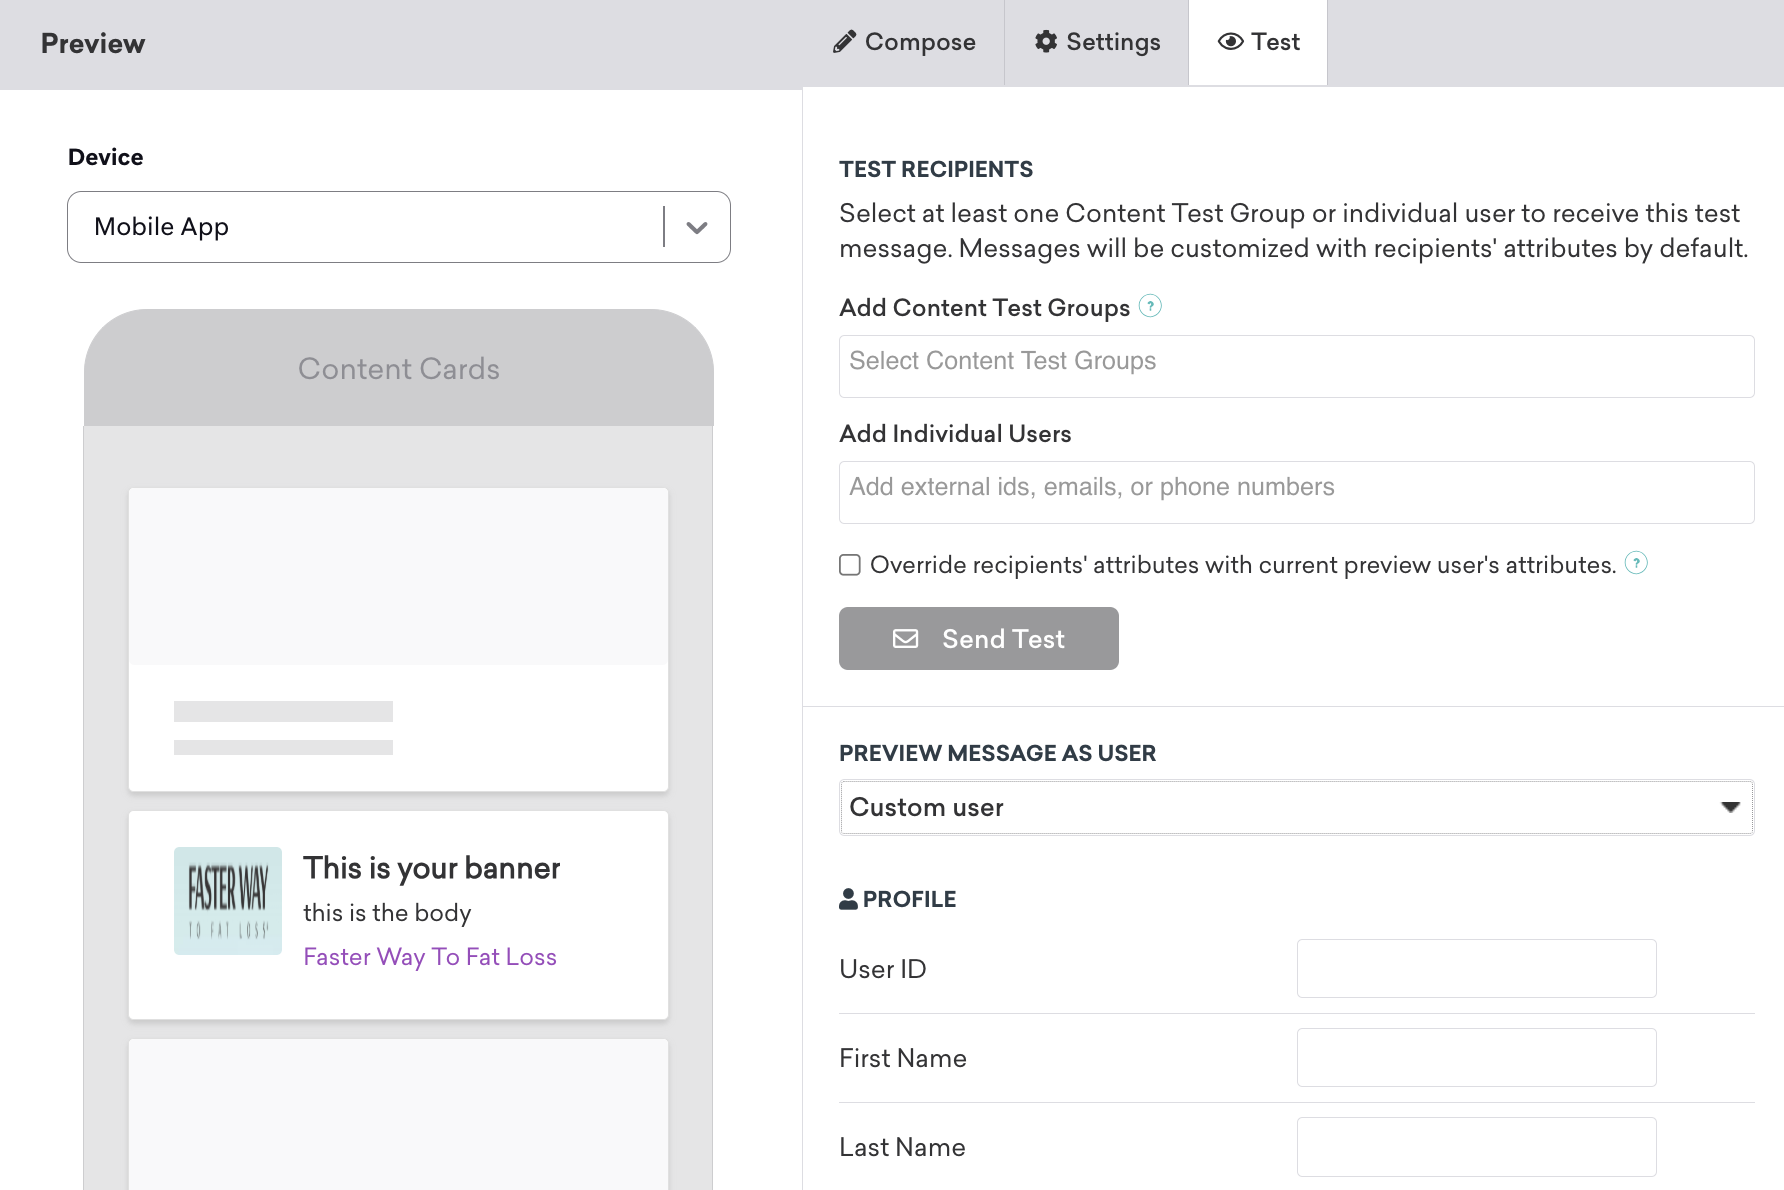 Preview
Compose
Settings
Test
Device
Mobile App
Content Cards
FASTER WAY
TO FAT LOSS
This is your banner
this is the body
Faster Way To Fat Loss
TEST RECIPIENTS
Select at least one Content Test Group or individual user to receive this test
message. Messages will be customized with recipients' attributes by default.
Add Content Test Groups ?
Select Content Test Groups
Add Individual Users
Add external ids, emails, or phone numbers
Override recipients' attributes with current preview user's attributes. ?
Send Test
PREVIEW MESSAGE AS USER
Custom user
PROFILE
User ID
First Name
Last Name